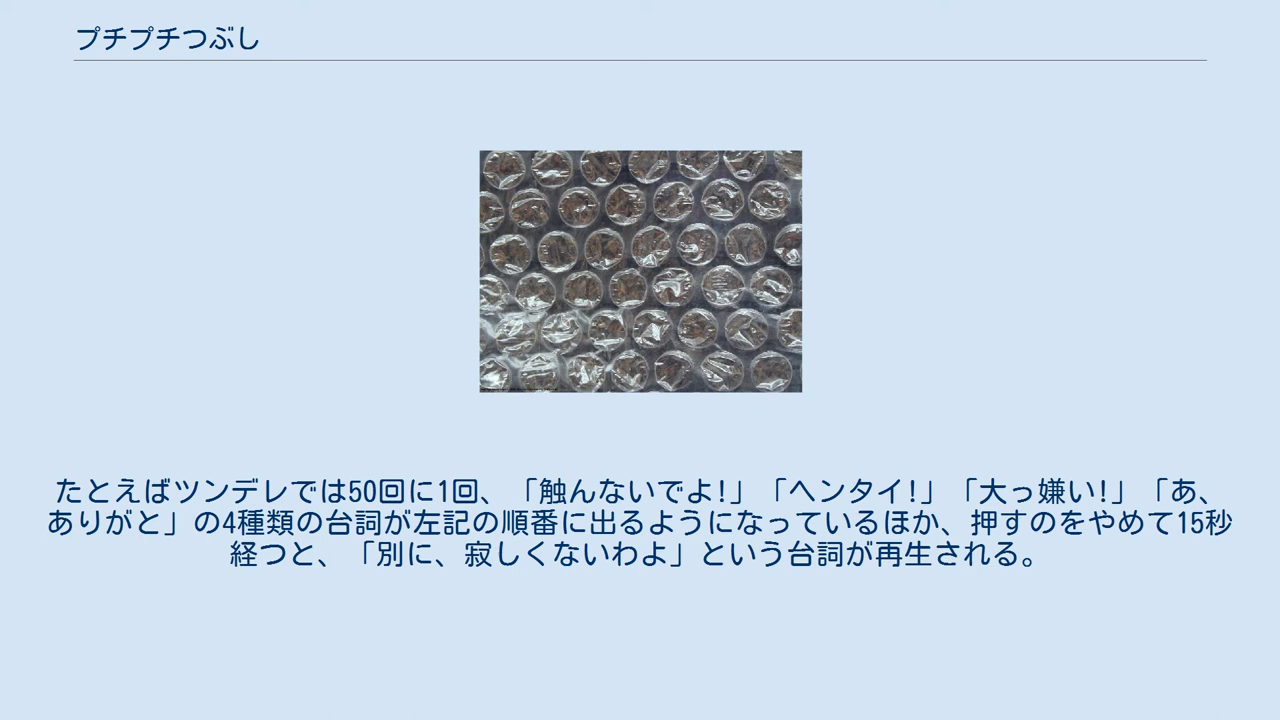 プチプチつぶし
たとえばツンデレでは50回に1回、「触んないでよ!」「ヘンタイ!」「大っ嫌い!」「あ、
ありがと」の4種類の台詞が左記の順番に出るようになっているほか、押すのをやめて15秒
経つと、「別に、寂しくないわよ」という台詞が再生される。